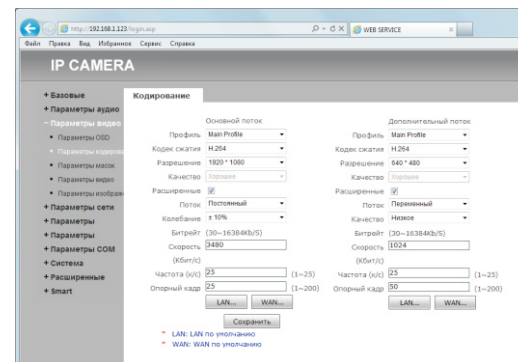 http://192.168.1.123/login.asp
WEB SERVICE
Файл Правка Вид Избранное Сервис Справка
IP CAMERA
+ Базовые
+ Параметры аудио
− Параметры видео
Параметры OSD
Параметры кодирова
Параметры масок
Параметры видео
Параметры изображ
+ Параметры сети
+ Параметры
+ Параметры
+ Параметры COM
+ Система
+ Расширенные
+ Smart
Кодирование
Основной поток
Профиль Main Profile
Кодек сжатия H.264
Разрешение 1920 * 1080
Качество Хорошее
Расширенные
Поток Постоянный
Колебание ± 10%
Битрейт (30~16384Kb/S)
Скорость 3480
(Кбит/с)
Частота (к/с) 25 (1~25)
Опорный кадр 25 (1~200)
LAN... WAN...
Дополнительный поток
Профиль Main Profile
Кодек сжатия H.264
Разрешение 640 * 480
Качество Хорошее
Расширенные
Поток Переменный
Качество Низкое
Битрейт (30~16384Kb/S)
Скорость 1024
(Кбит/с)
Частота (к/с) 25 (1~25)
Опорный кадр 50 (1~200)
LAN... WAN...
Сохранить
* LAN: LAN по умолчанию
* WAN: WAN по умолчанию